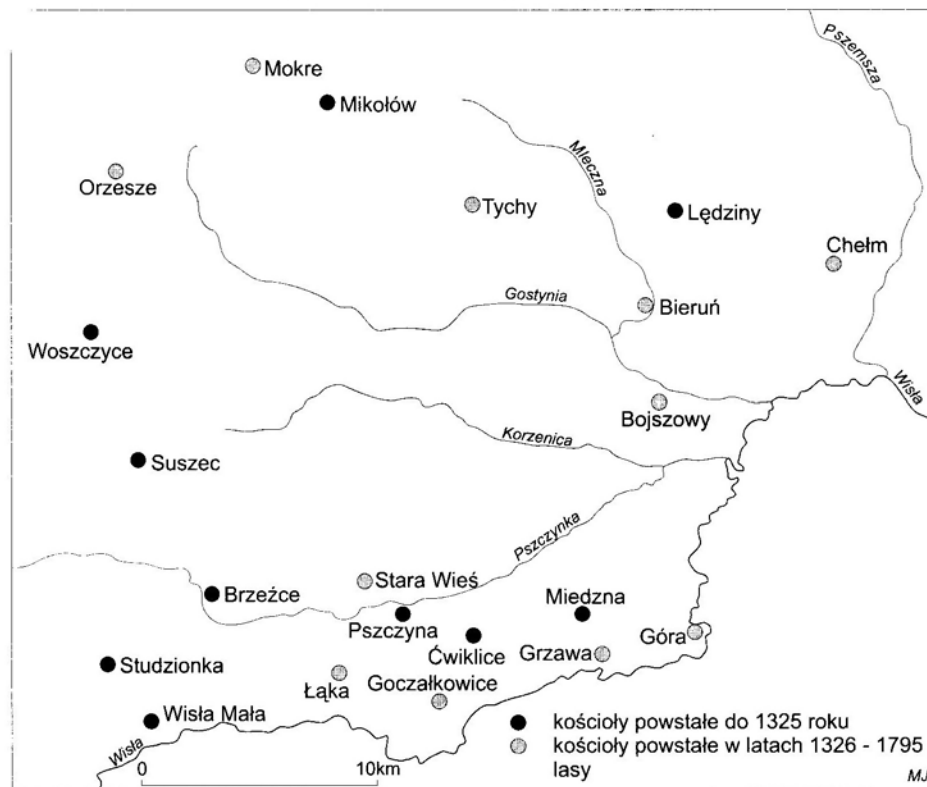 Pszemsza
Mokre
Mikołów
Mleczna
Orzesze
Tychy
Lędziny
Chełm
Gostynia
Bieruń
Woszczyce
Wisła
Bojszowy
Korzenica
Suszec
Pszczynka
Stara Wieś
Brzeźce
Miedzna
Pszczyna
Góra
Ćwiklice
Grzawa
Studzionka
Łąka
Goczałkowice
Wisła Mała
Wisła
kościoły powstałe do 1325 roku
kościoły powstałe w latach 1326 - 1795
lasy
0 10km
MJ